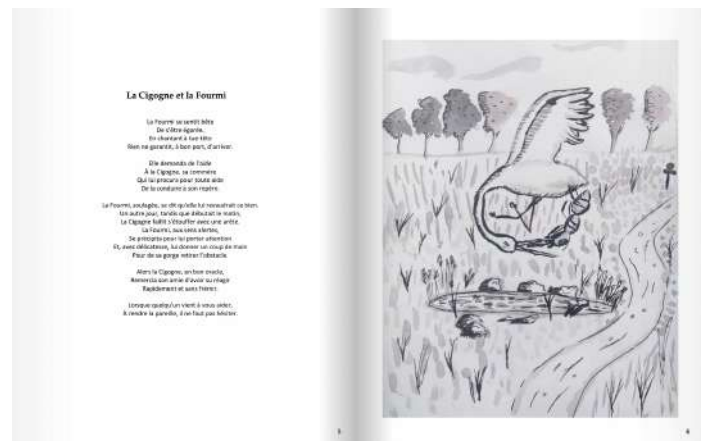 La Cigogne et la Fourmi
La Fourmi se sentit bête
De s'être égarée.
En chantant à tue-tête
Rien ne garantit, à bon port, d'arriver.
Elle demanda de l'aide
À la Cigogne, sa commère
Qui lui procura pour toute aide
De la conduire à son repère.
La Fourmi, soulagée, se dit qu'elle lui revaudrait ce bien.
Un autre jour, tandis que débutait le matin,
La Cigogne faillit s'étouffer avec une arête.
La Fourmi, aux sens alertes,
Se précipita pour lui porter attention
Et, avec délicatesse, lui donner un coup de main
Pour de sa gorge retirer l'obstacle.
Alors la Cigogne, en bon oracle,
Remercia son amie d'avoir su réagir
Rapidement et sans frémir.
Lorsque quelqu'un vient à vous aider,
À rendre la pareille, il ne faut pas hésiter.
5
6